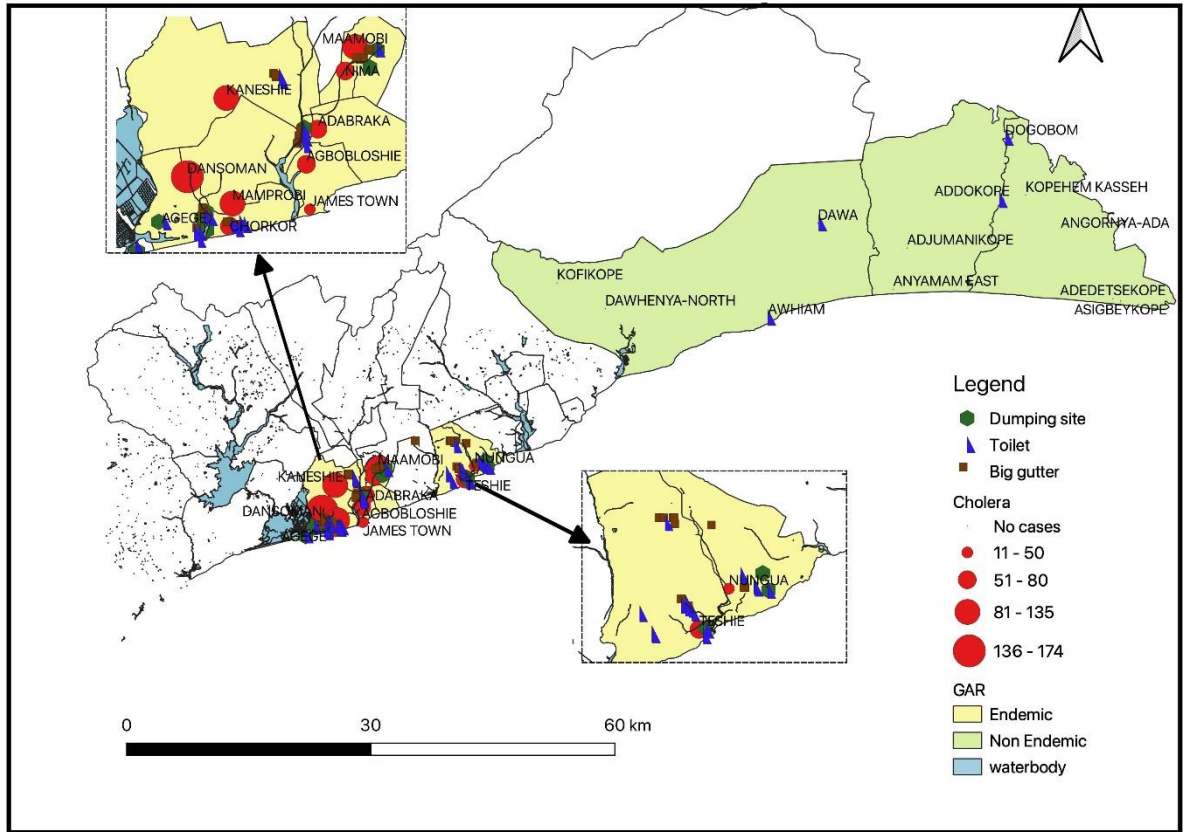 MAAMOBI
NIMA
KANESHIE
ADABRAKA
AGBOBLOSHIE
DANSOMAN
MAMPROBI
JAMES TOWN
AGEGE
CHORKOR
DOGOBOM
ADDOKOPE
KOPEHEM KASSEH
DAWA
ANGORNYA-ADA
ADJUMANIKOPE
KOFIKOPE
ANYAMAM EAST
DAWHENYA-NORTH
ADEDETSEKOPE
AWHIAM
ASIGBEYKOPE
MAAMOBI
NUNGUA
KANESHIE
TESHIE
ADABRAKA
DANSOMAN
AGBOBLOSHIE
JAMES TOWN
AGEGE
NUNGUA
TESHIE
Legend
Dumping site
Toilet
Big gutter
Cholera
No cases
11 - 50
51 - 80
81 - 135
136 - 174
GAR
Endemic
Non Endemic
waterbody
0 30 60 km